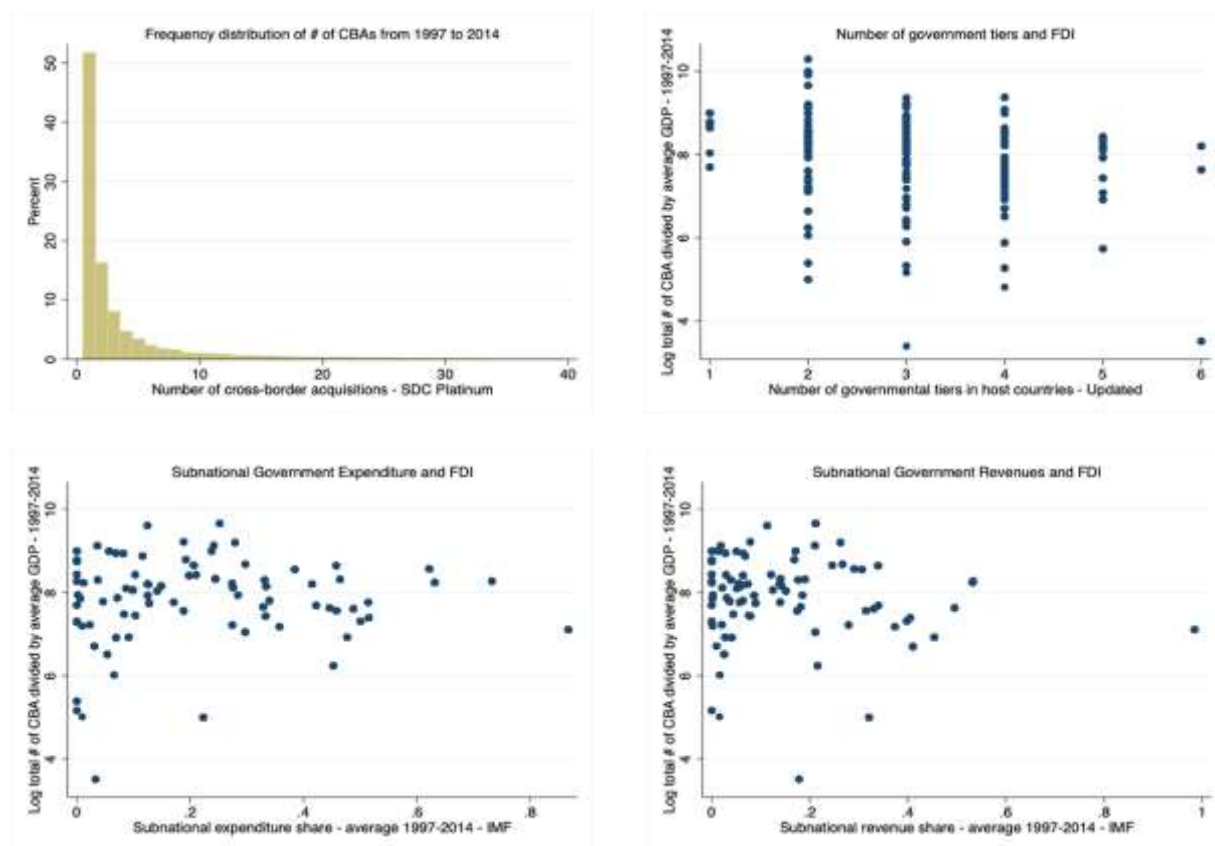 Frequency distribution of # of CBAs from 1997 to 2014
Percent
50
40
30
20
10
0
0 10 20 30 40
Number of cross-border acquisitions - SDC Platinum
Number of government tiers and FDI
Log total # of CBA divided by average GDP - 1997-2014
10
8
6
4
1 2 3 4 5 6
Number of governmental tiers in host countries - Updated
Subnational Government Expenditure and FDI
Log total # of CBA divided by average GDP - 1997-2014
10
8
6
4
0 .2 .4 .6 .8
Subnational expenditure share - average 1997-2014 - IMF
Subnational Government Revenues and FDI
Log total # of CBA divided by average GDP - 1997-2014
10
8
6
4
0 .2 .4 .6 .8 1
Subnational revenue share - average 1997-2014 - IMF